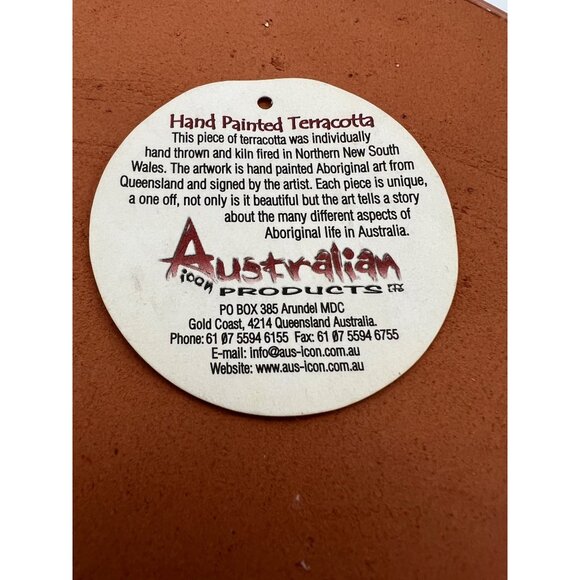 Hand Painted Terracotta
This piece of terracotta was individually
hand thrown and kiln fired in Northern New South
Wales. The artwork is hand painted Aboriginal art from
Queensland and signed by the artist. Each piece is unique,
a one off, not only is it beautiful but the art tells a story
about the many different aspects of
Aboriginal life in Australia.
Australian
icon PRODUCTS
PO BOX 385 Arundel MDC
Gold Coast, 4214 Queensland Australia.
Phone: 61 07 5594 6155 Fax: 61 07 5594 6755
E-mail: info@aus-icon.com.au
Website: www.aus-icon.com.au